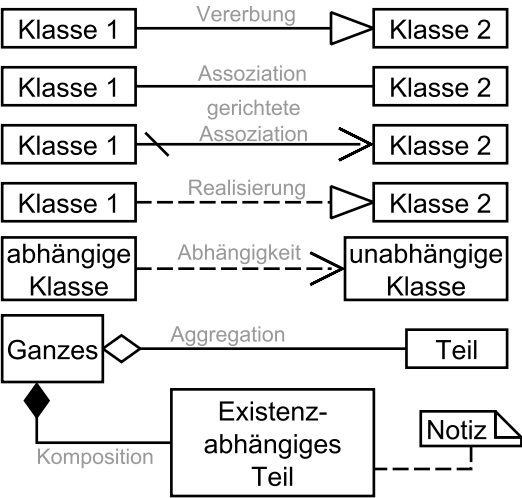 Vererbung
Klasse 1
Klasse 2
Assoziation
Klasse 1
Klasse 2
gerichtete
Assoziation
Klasse 1
Klasse 2
Realisierung
Klasse 1
Klasse 2
Abhängigkeit
abhängige
Klasse
unabhängige
Klasse
Aggregation
Ganzes
Teil
Komposition
Existenz-
abhängiges
Teil
Notiz